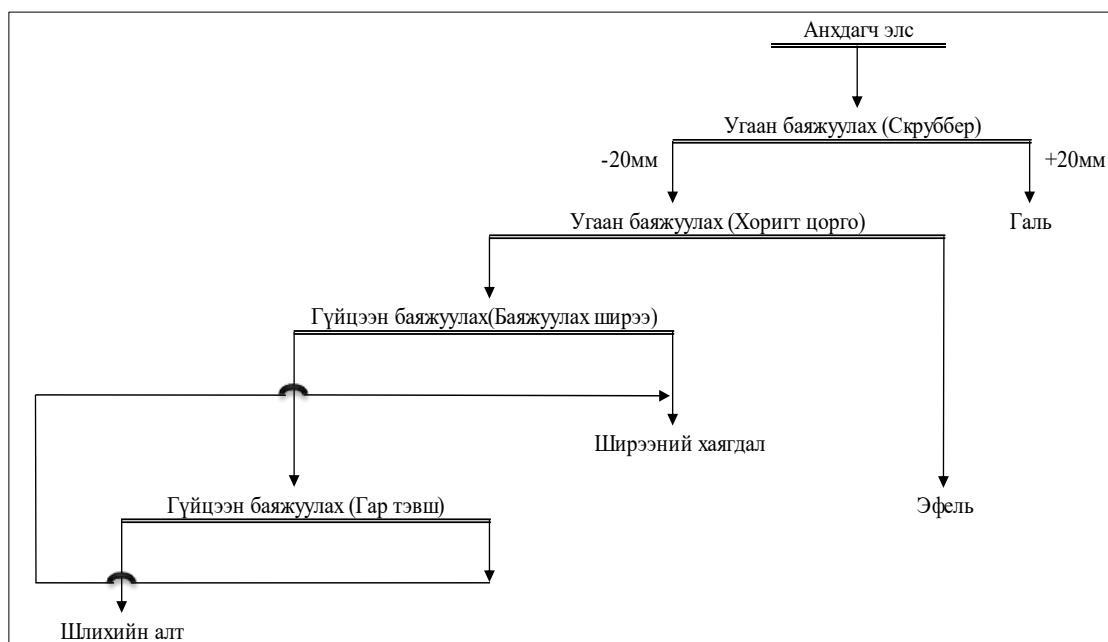 Анхдагч элс
Угаан баяжуулах (Скруббер)
-20мм
+20мм
Угаан баяжуулах (Хоригт цорго)
Галь
Гүйцээн баяжуулах(Баяжуулах ширээ)
Ширээний хаягдал
Гүйцээн баяжуулах (Гар тэвш)
Эфель
Шлихийн алт